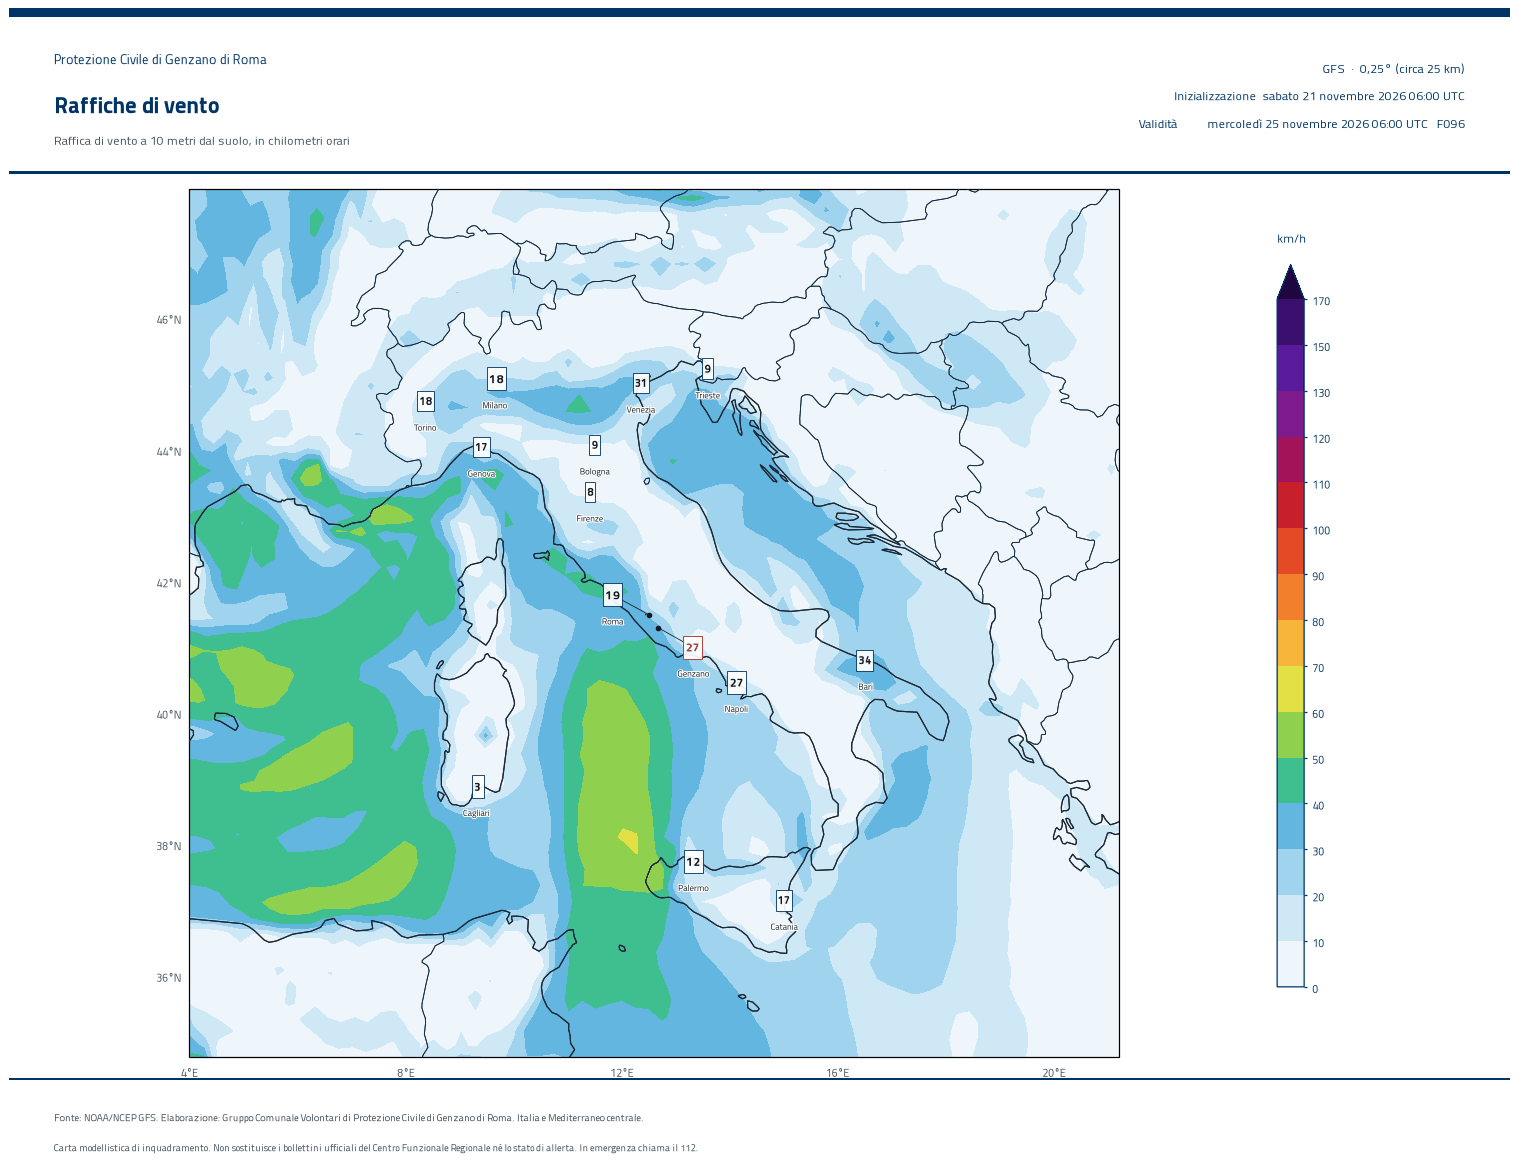 Protezione Civile di Genzano di Roma
Raffiche di vento
Raffica di vento a 10 metri dal suolo, in chilometri orari
GFS · 0,25° (circa 25 km)
Inizializzazione sabato 21 novembre 2026 06:00 UTC
Validità mercoledì 25 novembre 2026 06:00 UTC F096
km/h
170
150
130
120
110
100
90
80
70
60
50
40
30
20
10
0
46°N
44°N
42°N
40°N
38°N
36°N
4°E
8°E
12°E
16°E
20°E
9
Trieste
18
Milano
31
Venezia
18
Torino
17
Genova
9
Bologna
8
Firenze
19
Roma
27
Genzano
27
Napoli
34
Bari
3
Cagliari
12
Palermo
17
Catania
Fonte: NOAA/NCEP GFS. Elaborazione: Gruppo Comunale Volontari di Protezione Civile di Genzano di Roma. Italia e Mediterraneo centrale.
Carta modellistica di inquadramento. Non sostituisce i bollettini ufficiali del Centro Funzionale Regionale né lo stato di allerta. In emergenza chiama il 112.